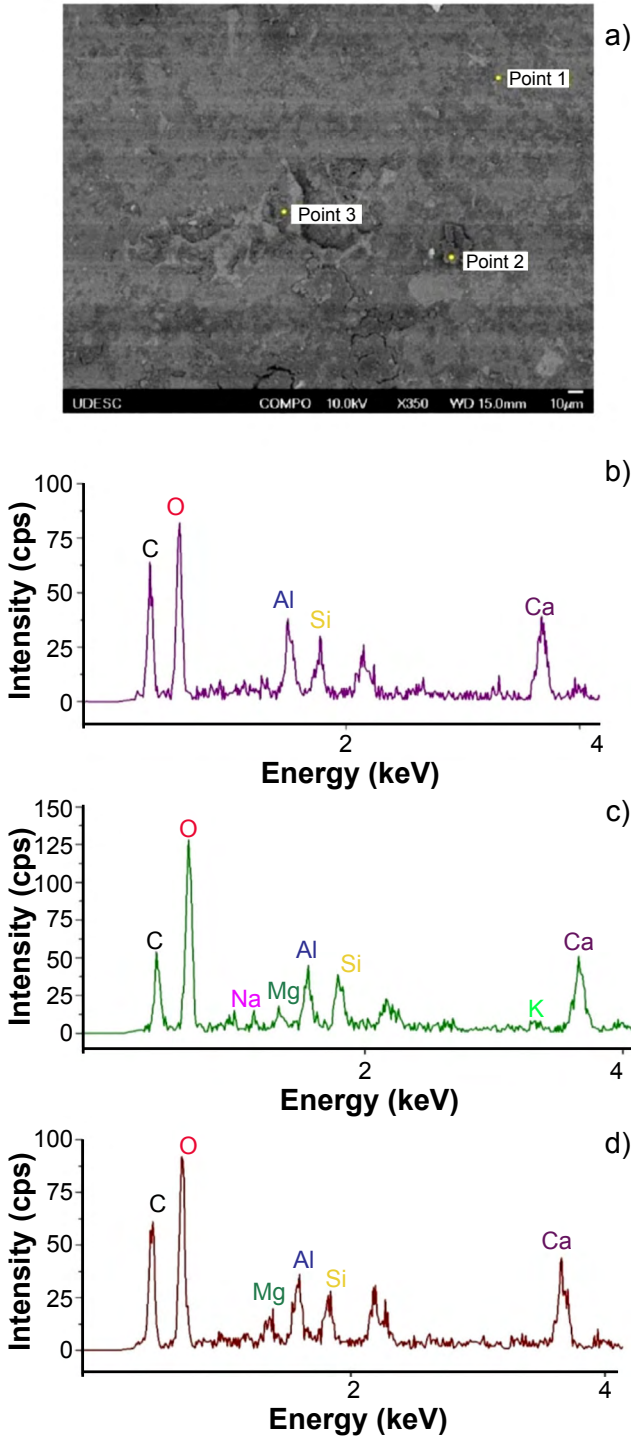 a)
Point 1
Point 3
Point 2
UDESC COMPO 10.0kV X350 WD 15.0mm 10µm
b)
Intensity (cps)
100
75
50
25
0
C
O
Al
Si
Ca
2
4
Energy (keV)
c)
Intensity (cps)
150
125
100
75
50
25
0
C
O
Na
Mg
Al
Si
K
Ca
2
4
Energy (keV)
d)
Intensity (cps)
100
75
50
25
0
C
O
Mg
Al
Si
Ca
2
4
Energy (keV)